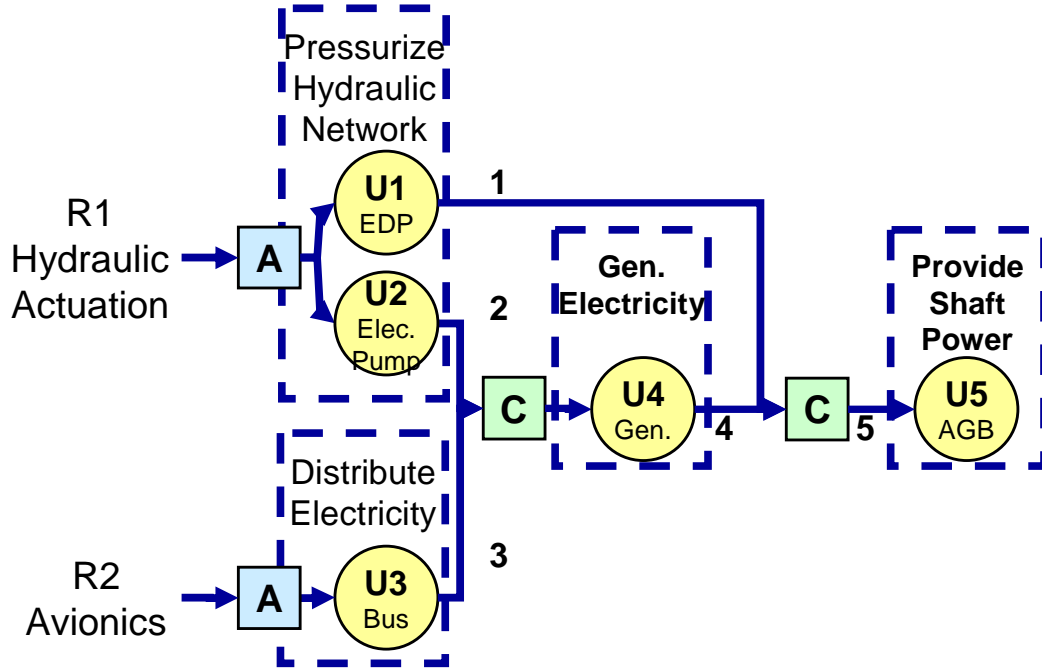 Pressurize
Hydraulic
Network
U1
EDP
1
R1
Hydraulic
Actuation
A
U2
Elec.
Pump
2
Gen.
Electricity
Provide
Shaft
Power
C
U4
Gen.
4
C
5
U5
AGB
Distribute
Electricity
3
R2
Avionics
A
U3
Bus